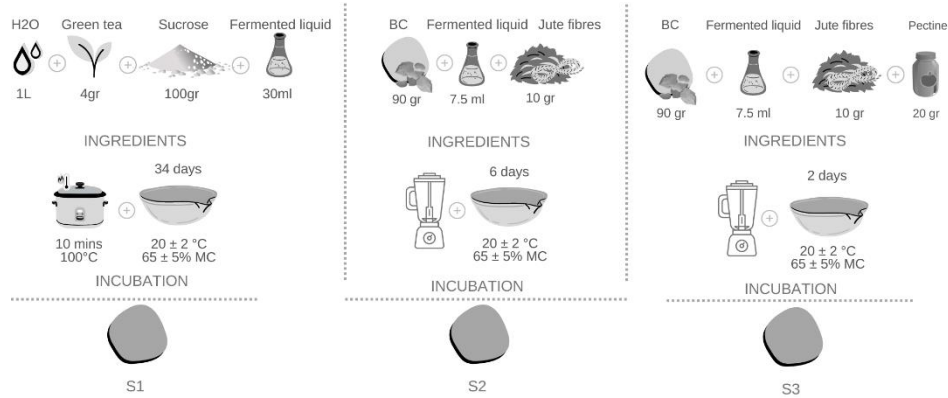 H2O Green tea Sucrose Fermented liquid
1L 4gr 100gr 30ml
INGREDIENTS
34 days
10 mins
100°C
20 ± 2 °C
65 ± 5% MC
INCUBATION
S1
BC Fermented liquid Jute fibres
90 gr 7.5 ml 10 gr
INGREDIENTS
6 days
20 ± 2 °C
65 ± 5% MC
INCUBATION
S2
BC Fermented liquid Jute fibres Pectine
90 gr 7.5 ml 10 gr 20 gr
INGREDIENTS
2 days
20 ± 2 °C
65 ± 5% MC
INCUBATION
S3